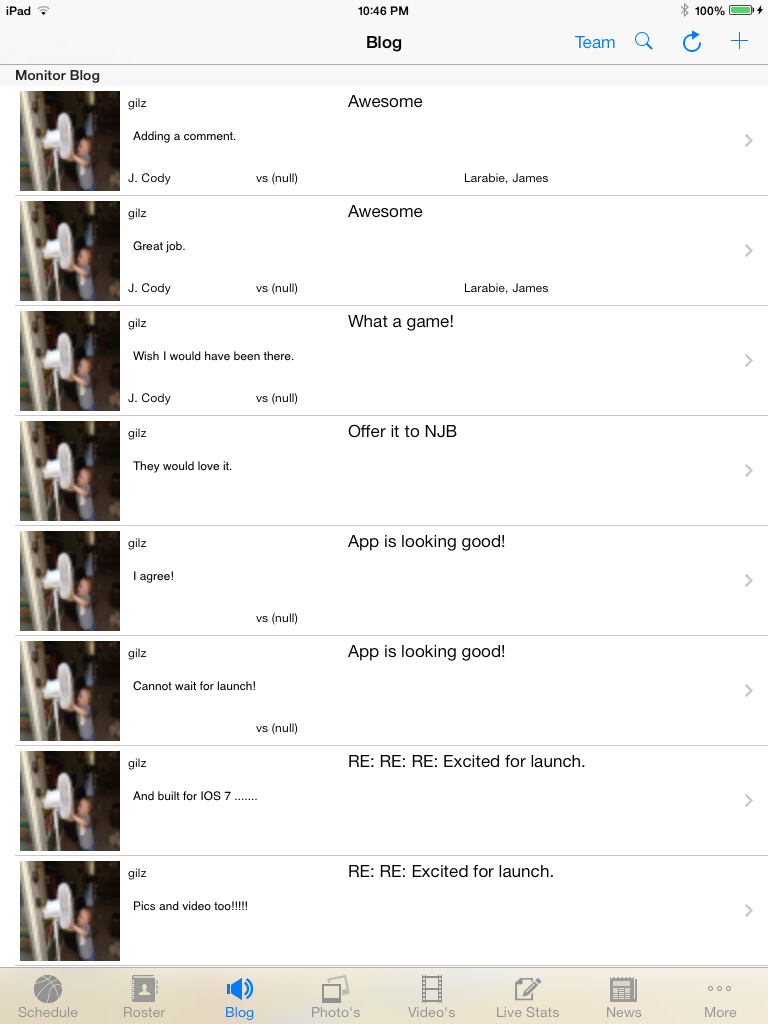 iPad 10:46 PM 100%
Blog Team
Monitor Blog
gilz Awesome
Adding a comment.
J. Cody vs (null) Larabie, James
gilz Awesome
Great job.
J. Cody vs (null) Larabie, James
gilz What a game!
Wish I would have been there.
J. Cody vs (null)
gilz Offer it to NJB
They would love it.
gilz App is looking good!
I agree!
vs (null)
gilz App is looking good!
Cannot wait for launch!
vs (null)
gilz RE: RE: RE: Excited for launch.
And built for IOS 7 .......
gilz RE: RE: Excited for launch.
Pics and video too!!!!!
Schedule Roster Blog Photo's Video's Live Stats News More